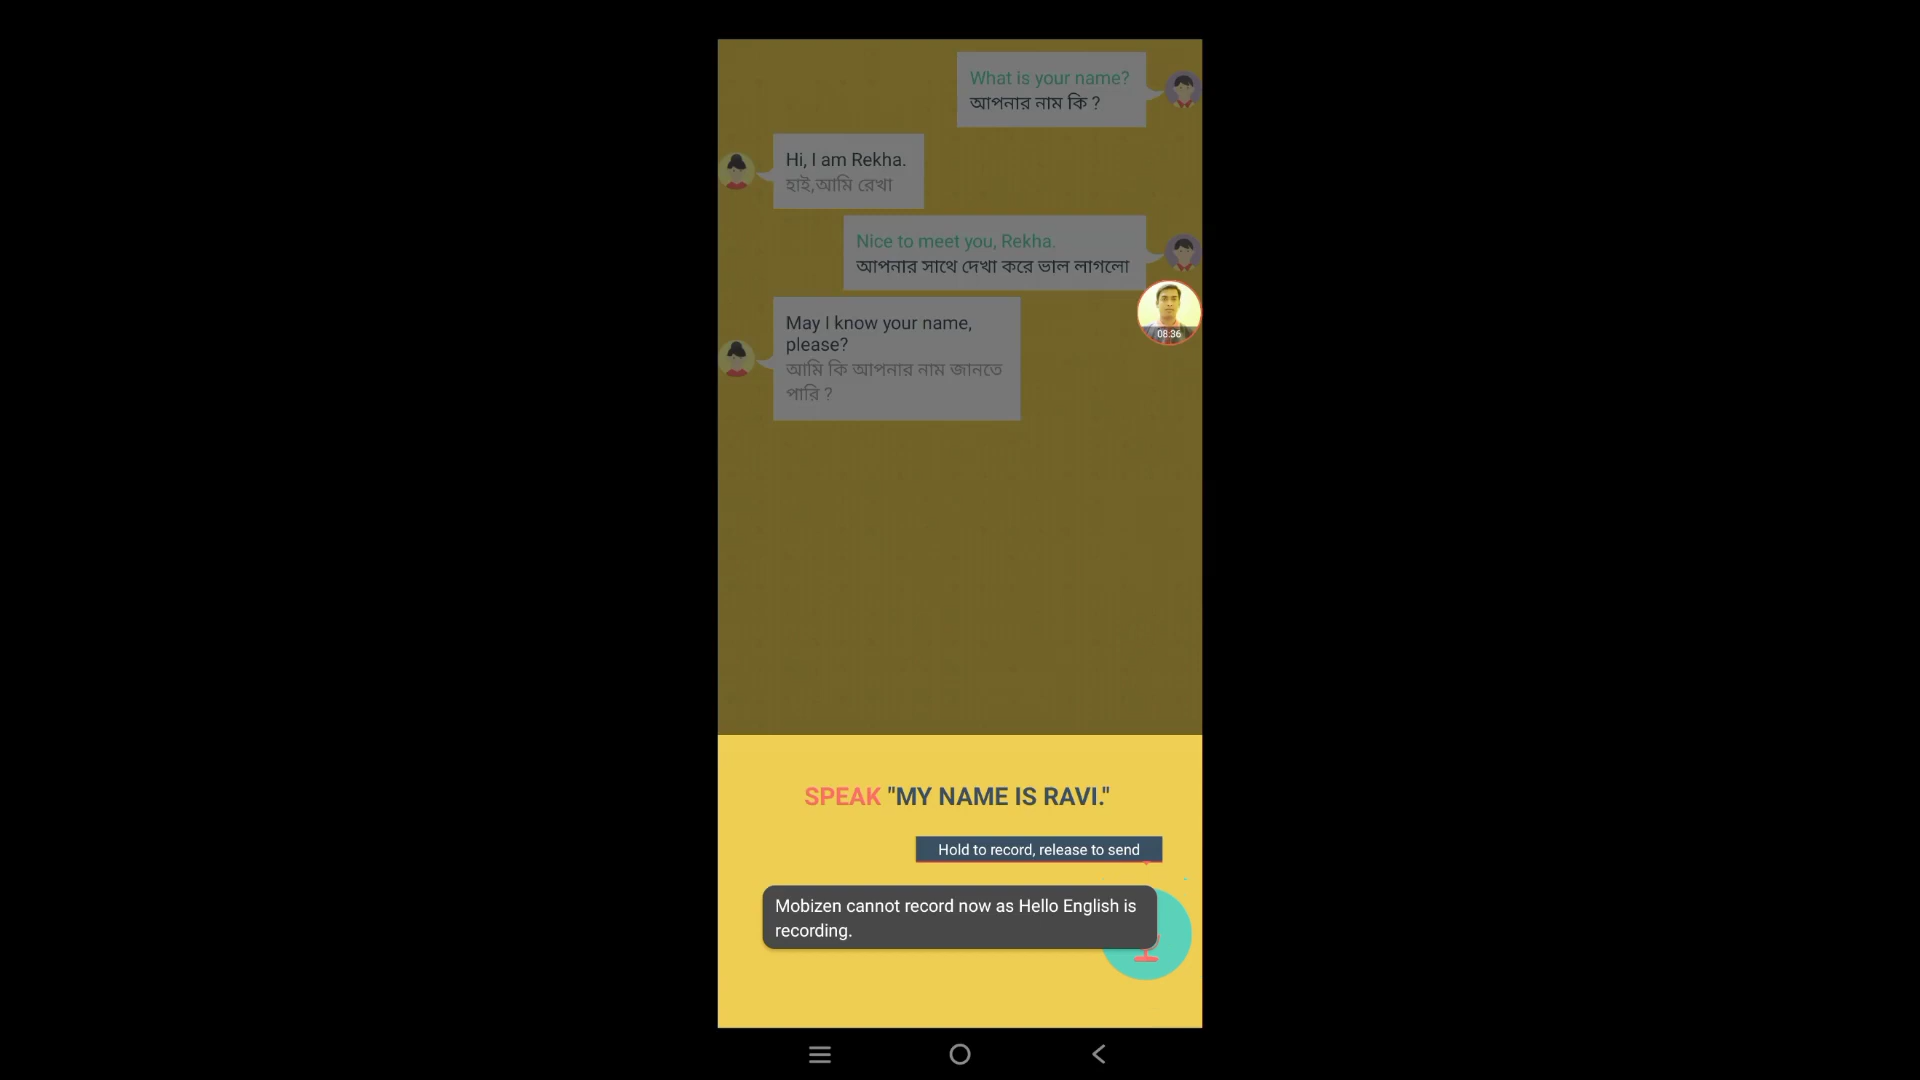 What is your name?
আপনার নাম কি ?
Hi, I am Rekha.
হাই,আমি রেখা
Nice to meet you, Rekha.
আপনার সাথে দেখা করে ভাল লাগলো
08:36
May I know your name,
please?
আমি কি আপনার নাম জানতে
পারি ?
SPEAK "MY NAME IS RAVI."
Hold to record, release to send
Mobizen cannot record now as Hello English is
recording.